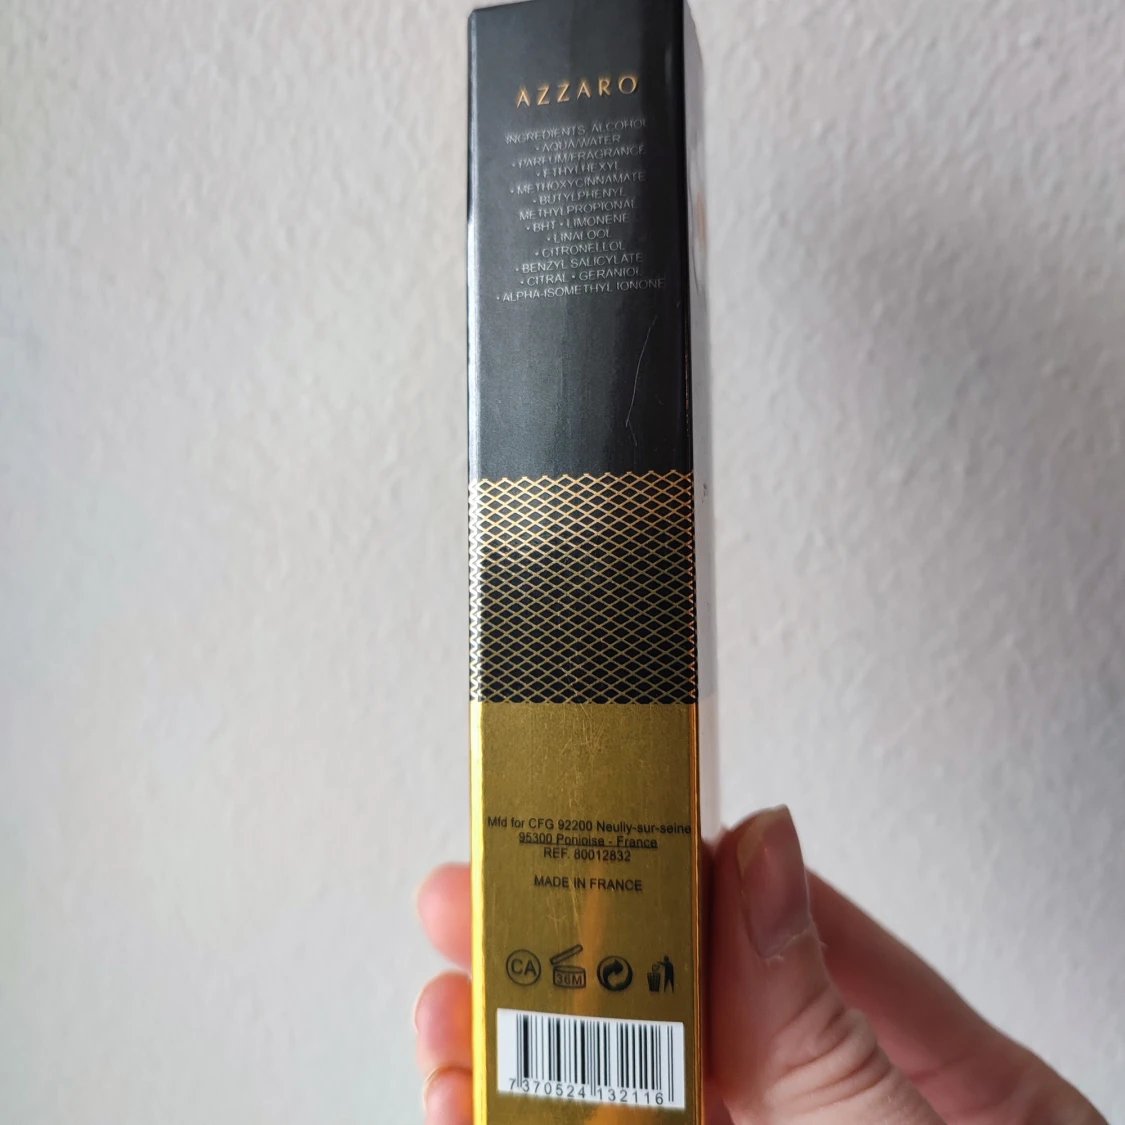 AZZARO
INGREDIENTS: ALCOHOL
• AQUA/WATER
• PARFUM/FRAGRANCE
• ETHYLHEXYL
• METHOXYCINNAMATE
• BUTYLPHENYL
METHYLPROPIONAL
• BHT • LIMONENE
• LINALOOL
• CITRONELLOL
• BENZYL SALICYLATE
• CITRAL • GERANIOL
• ALPHA-ISOMETHYL IONONE
Mfd for CFG 92200 Neully-sur-seine
95300 Ponioise - France
REF. 80012832
MADE IN FRANCE
CA
36M
7 370524 132116